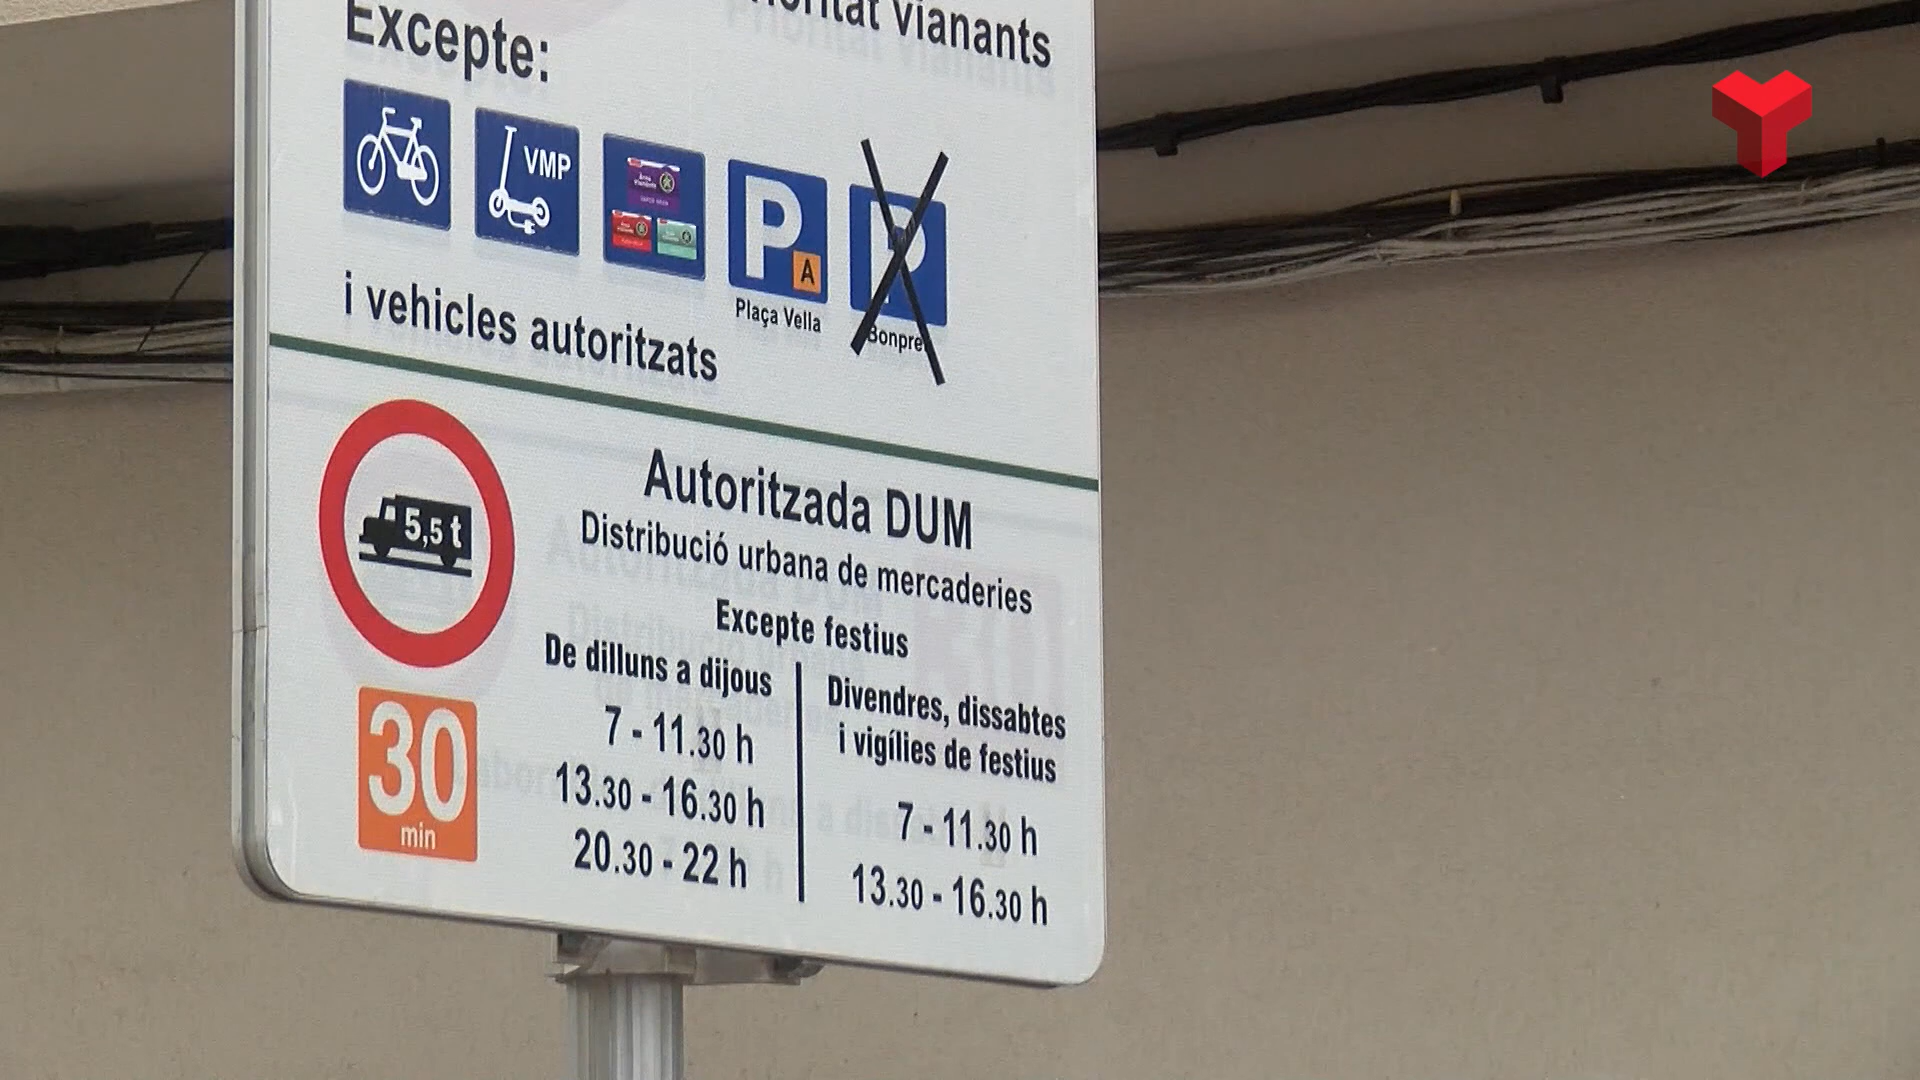 vianants
Excepte:
VMP
P
A
Plaça Vella
P
i vehicles autoritzats
5,5 t
Autoritzada DUM
Distribució urbana de mercaderies
Excepte festius
De dilluns a dijous
7 - 11.30 h
13.30 - 16.30 h
20.30 - 22 h
Divendres, dissabtes
i vigílies de festius
7 - 11.30 h
13.30 - 16.30 h
30
min